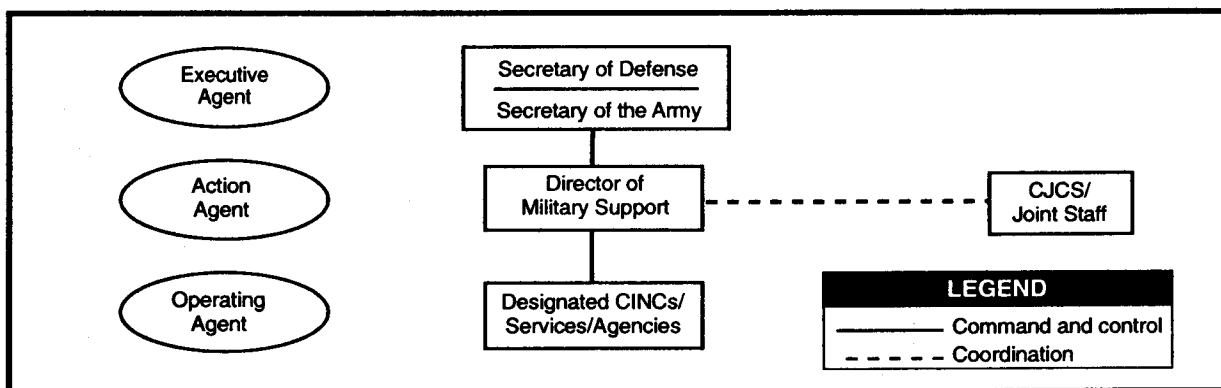 Executive
Agent
Secretary of Defense
Secretary of the Army
Action
Agent
Director of
Military Support
CJCS/
Joint Staff
Operating
Agent
Designated CINCs/
Services/Agencies
LEGEND
Command and control
Coordination